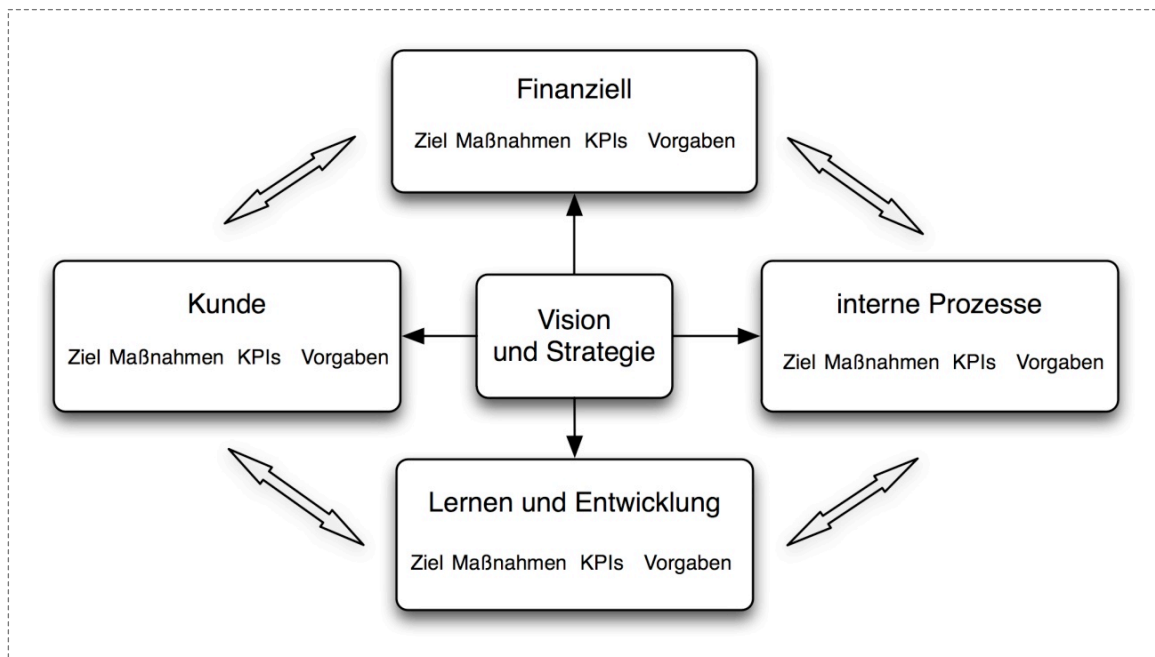 Finanziell
Ziel Maßnahmen KPIs Vorgaben
Kunde
Ziel Maßnahmen KPIs Vorgaben
Vision
und Strategie
interne Prozesse
Ziel Maßnahmen KPIs Vorgaben
Lernen und Entwicklung
Ziel Maßnahmen KPIs Vorgaben